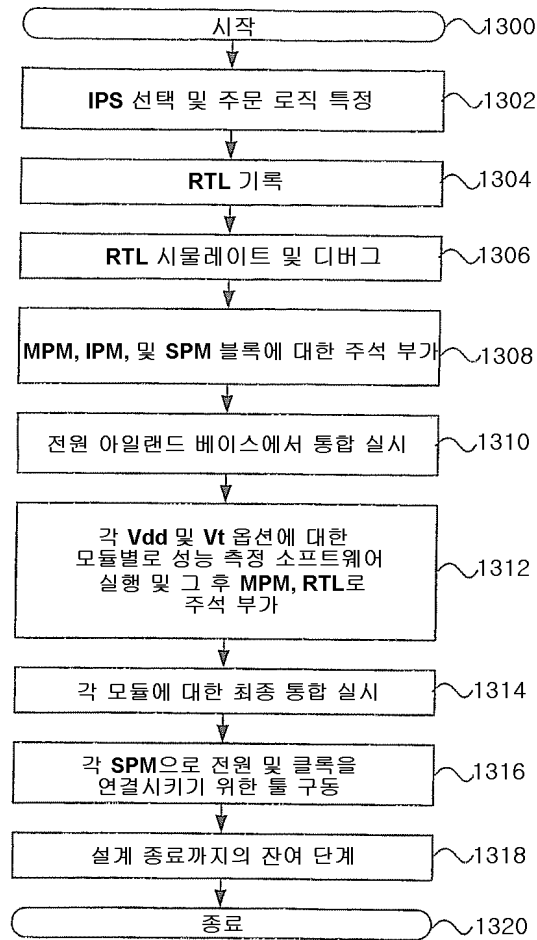 시작
1300
IPS 선택 및 주문 로직 특정
1302
RTL 기록
1304
RTL 시물레이트 및 디버그
1306
MPM, IPM, 및 SPM 블록에 대한 주석 부가
1308
전원 아일랜드 베이스에서 통합 실시
1310
각 Vdd 및 Vt 옵션에 대한
모듈별로 성능 측정 소프트웨어
실행 및 그 후 MPM, RTL로
주석 부가
1312
각 모듈에 대한 최종 통합 실시
1314
각 SPM으로 전원 및 클록을
연결시키기 위한 툴 구동
1316
설계 종료까지의 잔여 단계
1318
종료
1320